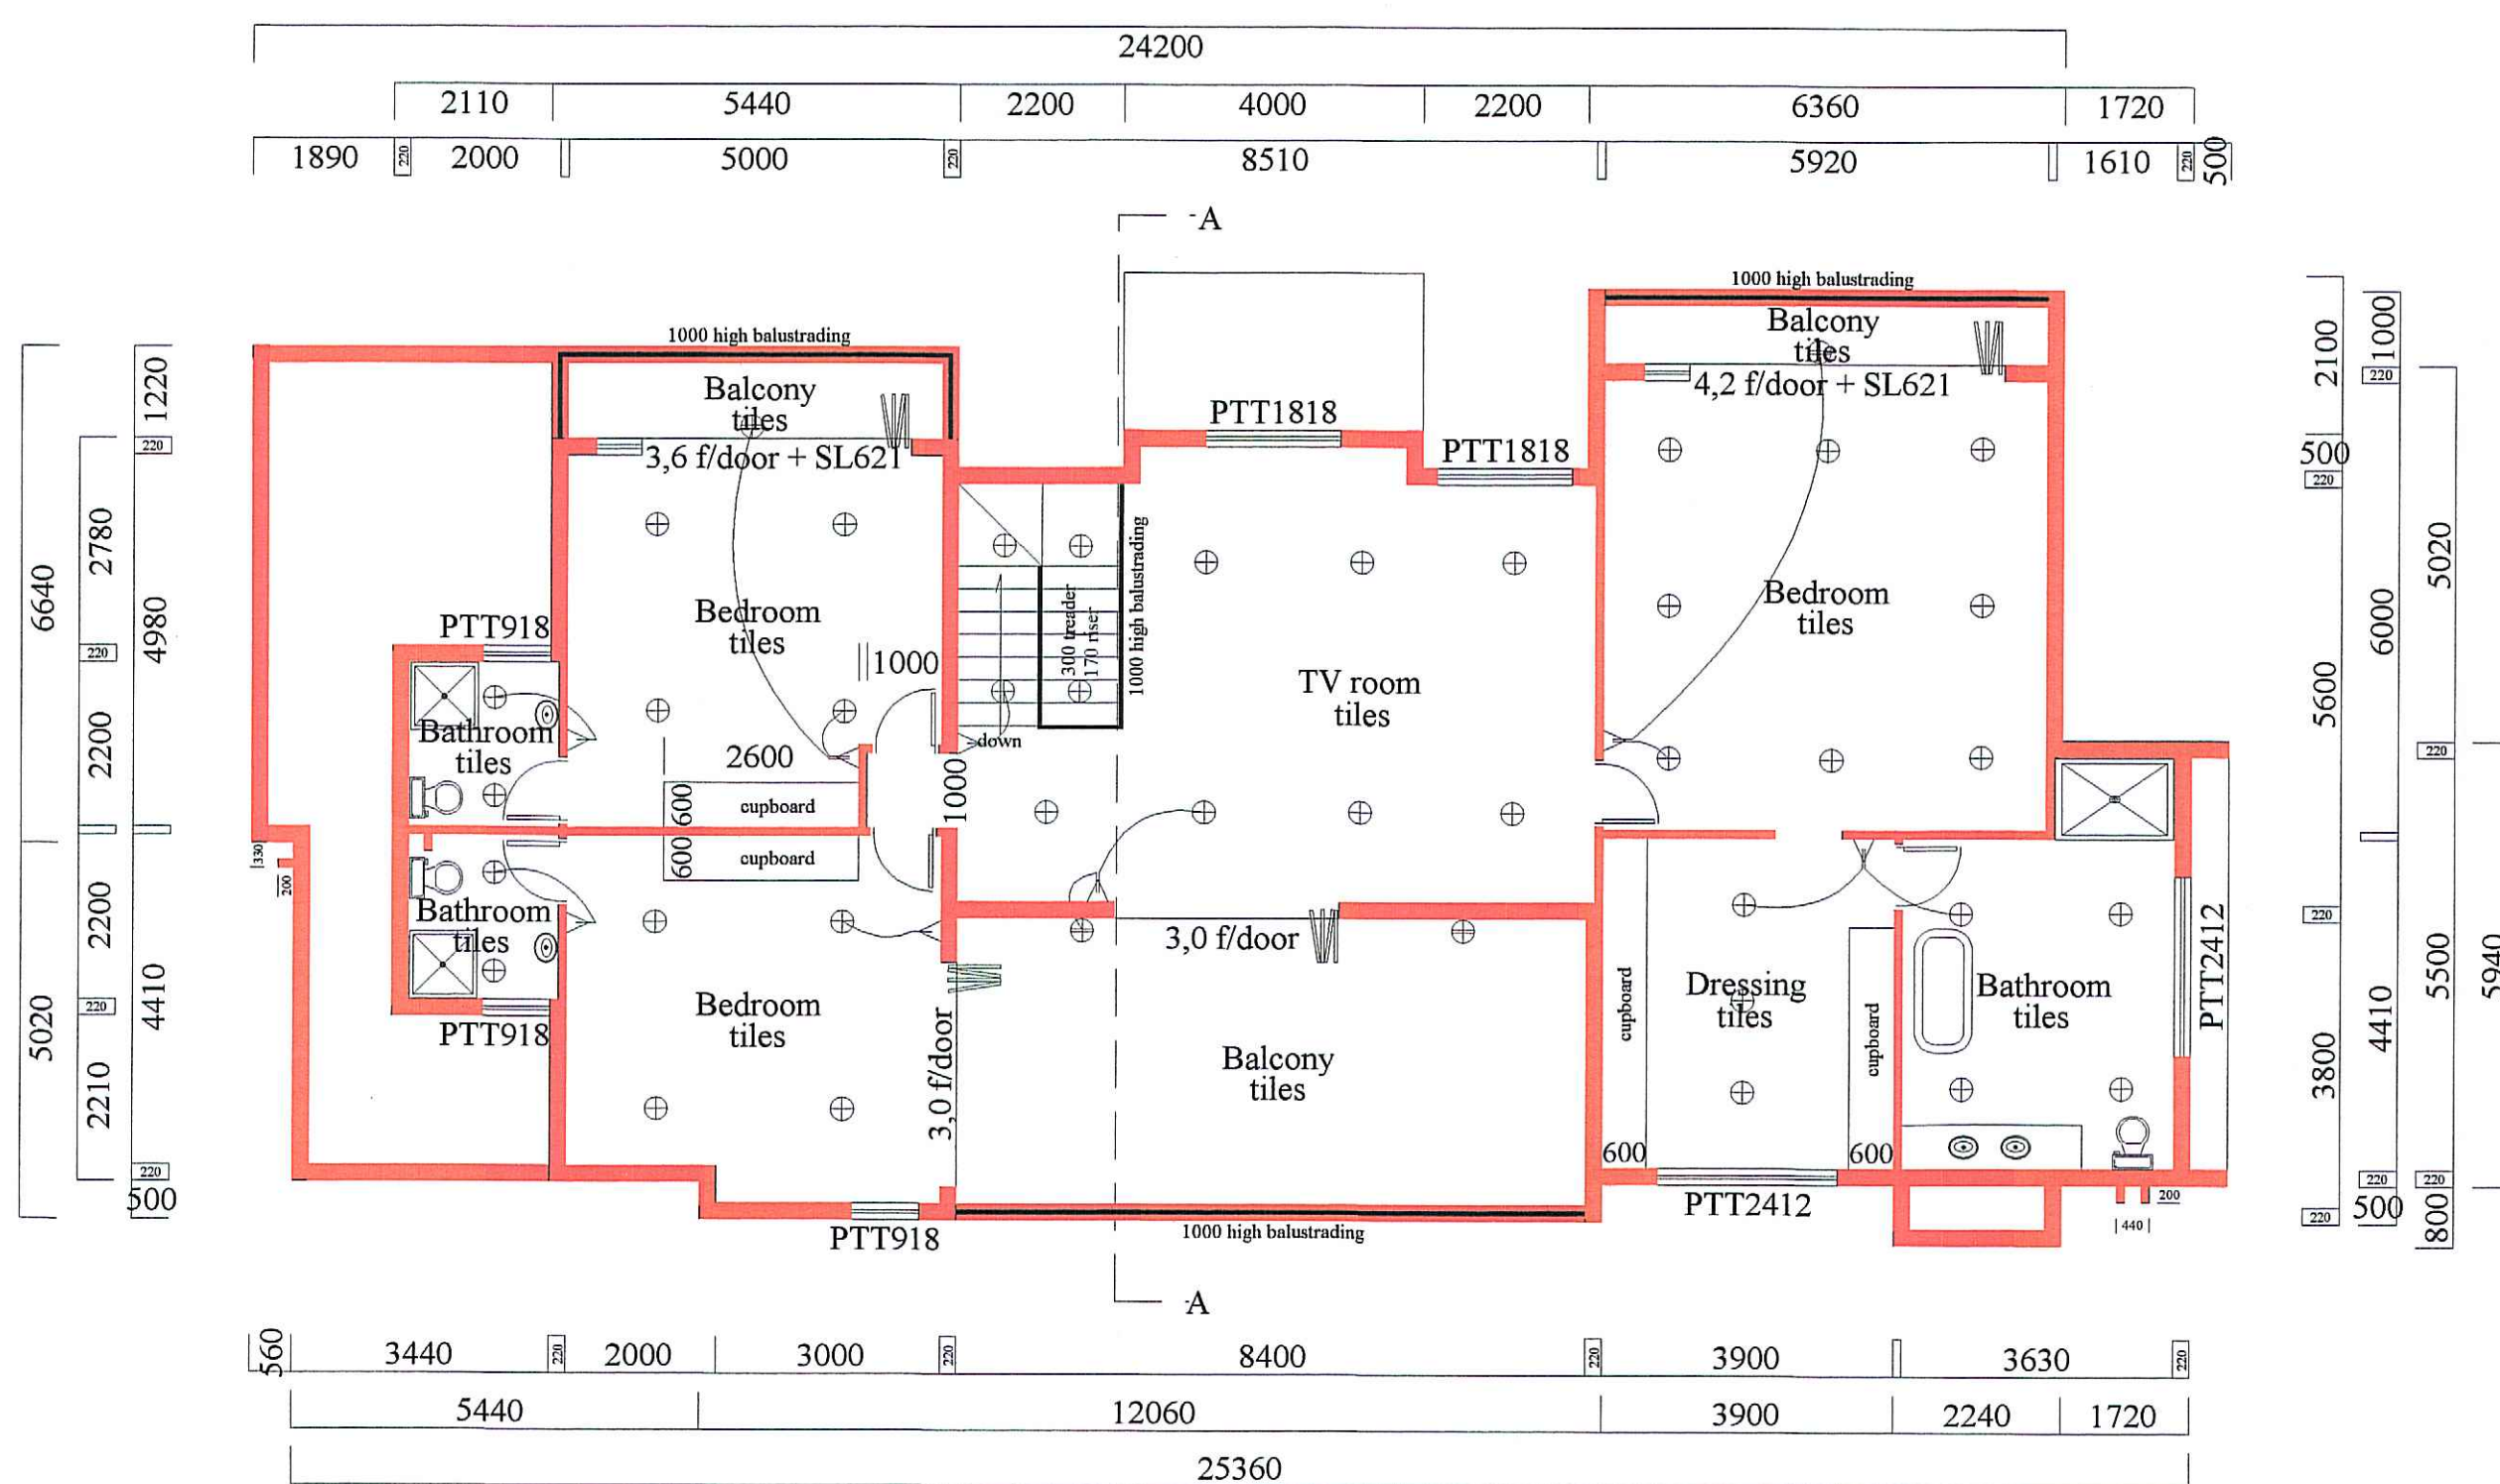 24200
2110 5440 2200 4000 2200 6360 1720
1890 220 2000 5000 220 8510 5920 1610 220 500
-A
1000 high balustrading
1000 high balustrading
Balcony
tiles
4,2 f/door + SL621
Balcony
tiles
3,6 f/door + SL621
PTT1818
PTT1818
6640
5020
220
2780
220
2200
2200
220
2210
1220
220
4980
4410
220
500
330
200
PTT918
Bathroom
tiles
Bedroom
tiles
1000
2600
600
cupboard
600
cupboard
1000
300 treader
170 riser
1000 high balustrading
down
TV room
tiles
Bedroom
tiles
Bathroom
tiles
PTT918
Bedroom
tiles
3,0 f/door
3,0 f/door
Balcony
tiles
cupboard
Dressing
tiles
cupboard
Bathroom
tiles
PTT2412
600
600
PTT2412
PTT918
1000 high balustrading
200
440
2100
500
220
5600
220
3800
220
1000
220
6000
4410
220
500
5020
220
5500
220
800
5940
-A
560 3440 220 2000 3000 220 8400 220 3900 3630 220
5440 12060 3900 2240 1720
25360